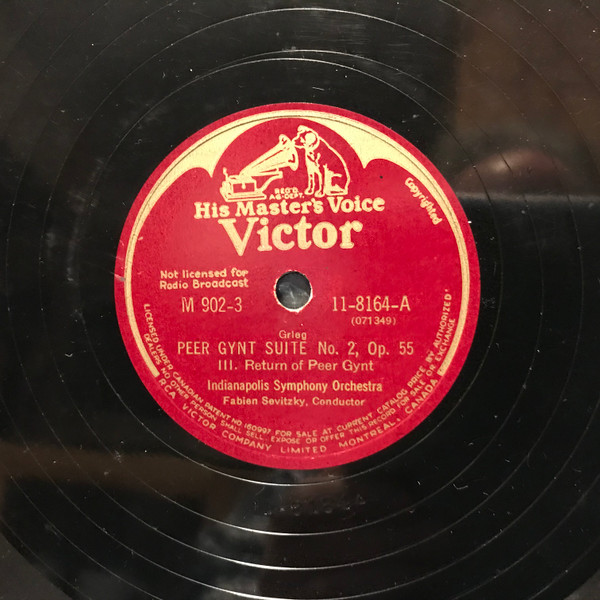 REG'D.
AG-DEPT.
His Master's Voice
Victor
Copyrighted
Not licensed for
Radio Broadcast
M 902-3
11-8164-A
(071349)
Grieg
PEER GYNT SUITE No. 2, Op. 55
III. Return of Peer Gynt
Indianapolis Symphony Orchestra
Fabien Sevitzky, Conductor
LICENSED UNDER CANADIAN PATENT NO. 160997 FOR SALE AT CURRENT CATALOG PRICE BY AUTHORIZED
DEALERS NO OTHER PERSON SHALL SELL, EXPOSE OR OFFER THIS RECORD FOR SALE OR EXCHANGE
RCA VICTOR COMPANY LIMITED MONTREAL, CANADA